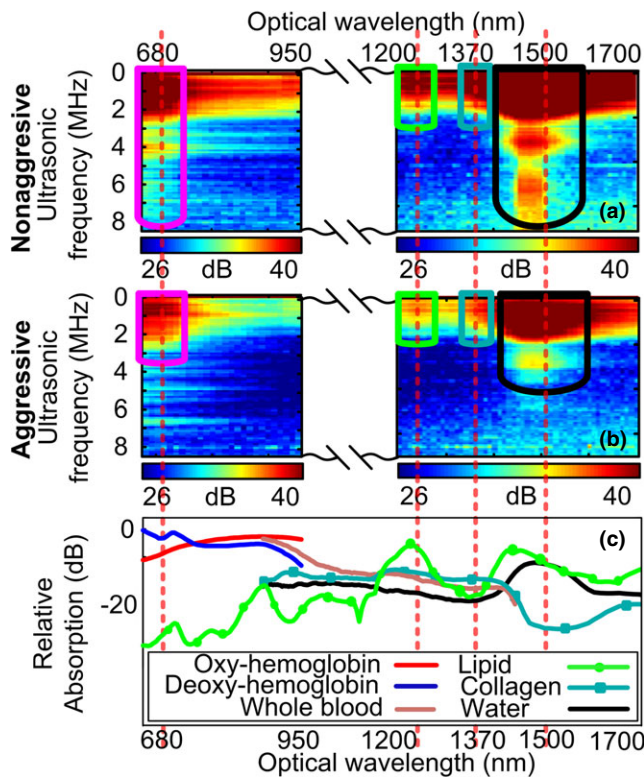 Optical wavelength (nm)
680 950 1200 1370 1500 1700
Nonaggresive
Ultrasonic
frequency (MHz)
0
2
4
6
8
(a)
26 dB 40 26 dB 40
Aggressive
Ultrasonic
frequency (MHz)
0
2
4
6
8
(b)
26 dB 40 26 dB 40
Relative
Absorption (dB)
0
-20
(c)
Oxy-hemoglobin Lipid
Deoxy-hemoglobin Collagen
Whole blood Water
680 950 1200 1370 1500 1700
Optical wavelength (nm)